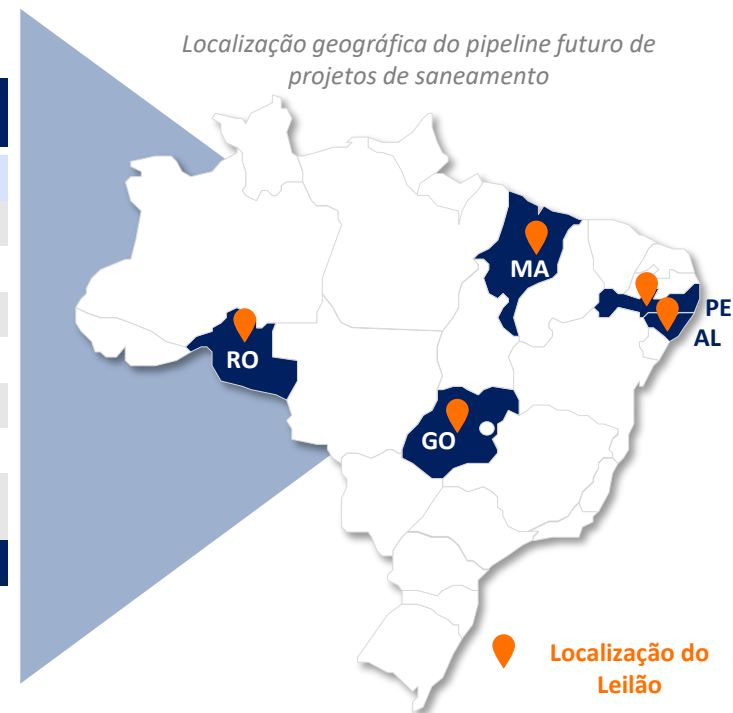 Localização geográfica do pipeline futuro de
projetos de saneamento
MA
PE
AL
RO
GO
Localização do
Leilão